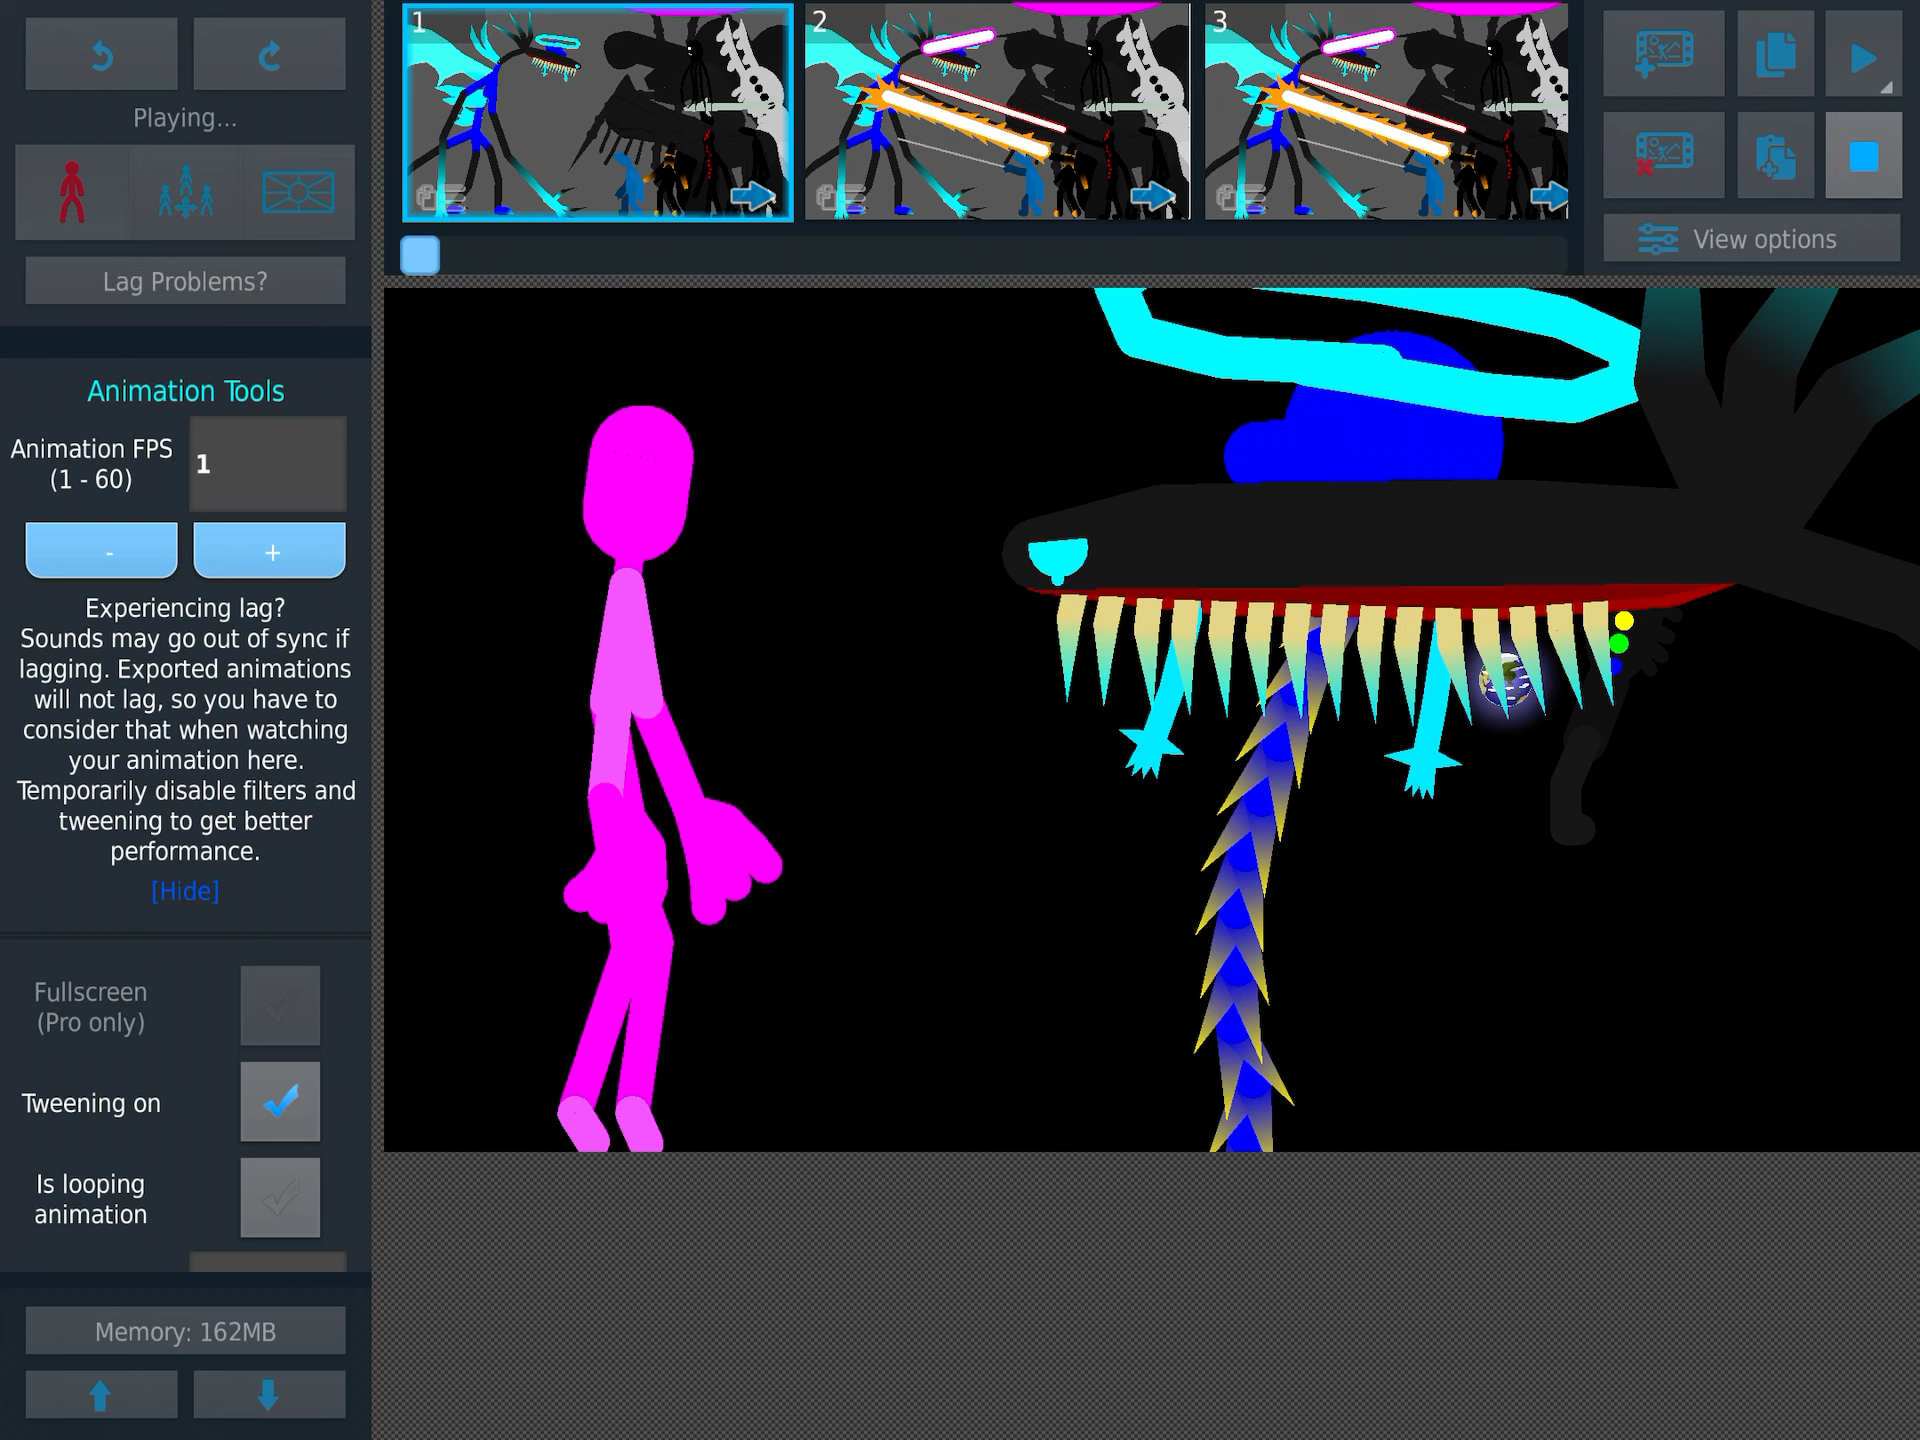 1
2
3
Playing...
Lag Problems?
View options
Animation Tools
Animation FPS
(1 - 60)
1
-
+
Experiencing lag?
Sounds may go out of sync if
lagging. Exported animations
will not lag, so you have to
consider that when watching
your animation here.
Temporarily disable filters and
tweening to get better
performance.
[Hide]
Fullscreen
(Pro only)
Tweening on
Is looping
animation
Memory: 162MB